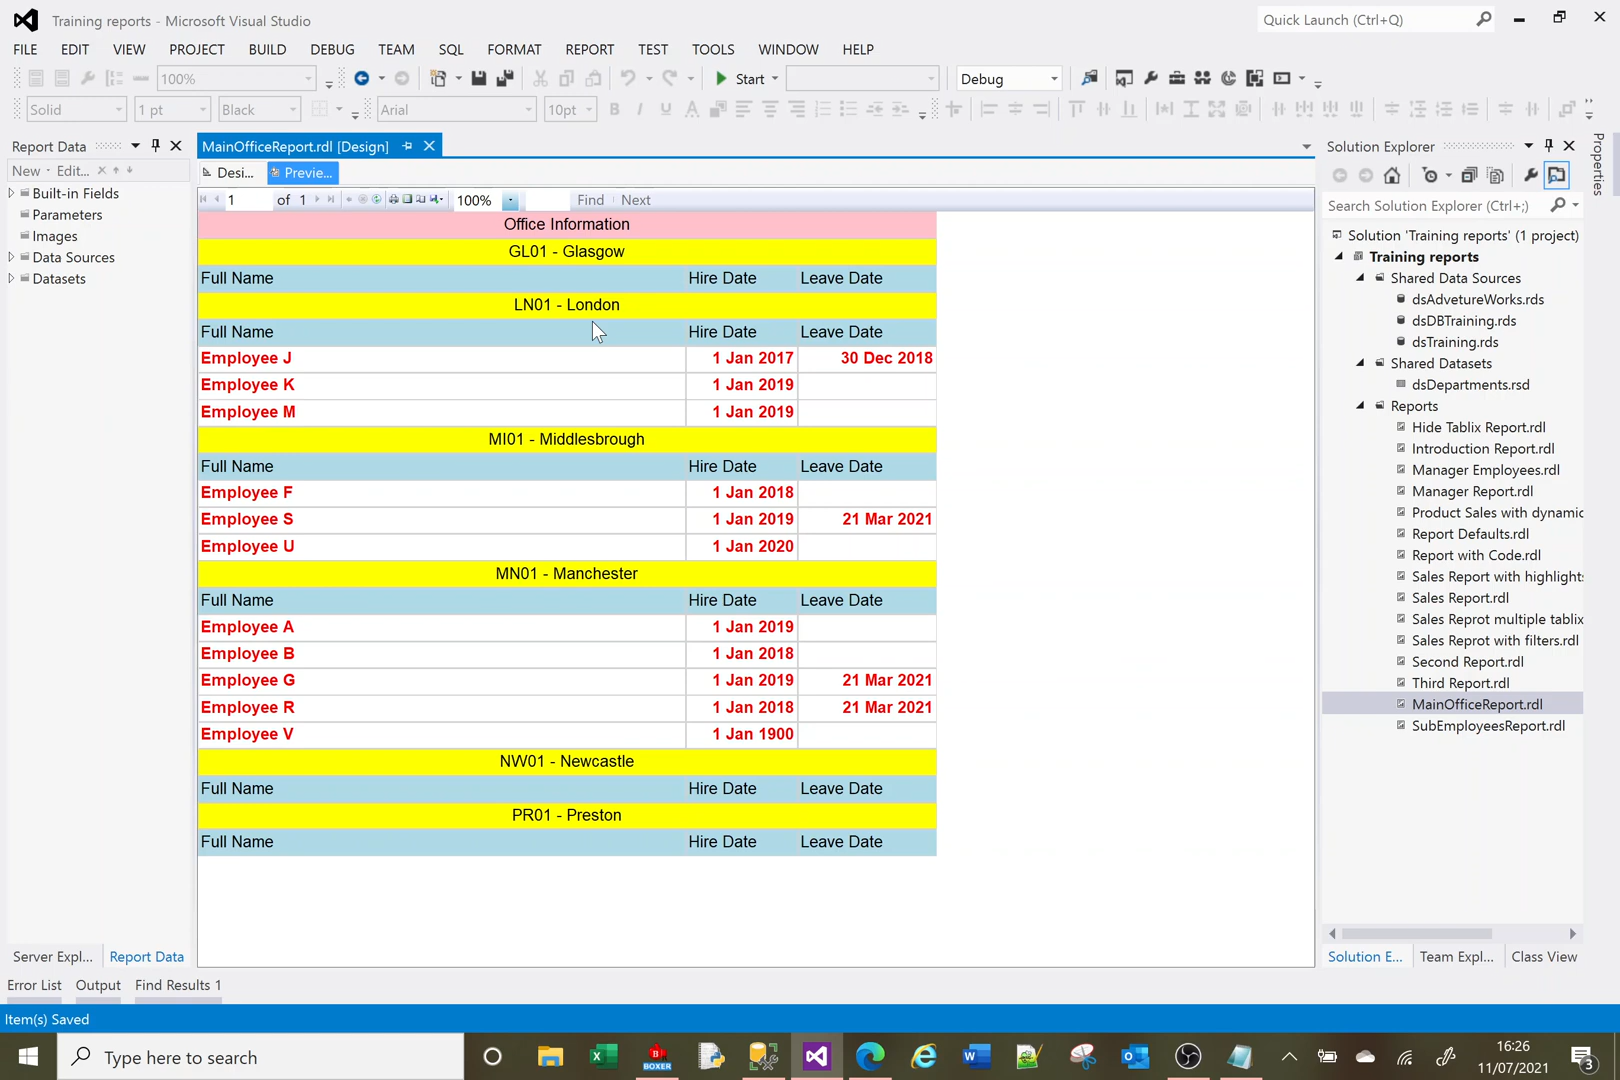 Training reports - Microsoft Visual Studio
Quick Launch (Ctrl+Q)
FILE EDIT VIEW PROJECT BUILD DEBUG TEAM SQL FORMAT REPORT TEST TOOLS WINDOW HELP
100% Start Debug
Solid 1 pt Black Arial 10pt B I U A
Report Data
MainOfficeReport.rdl [Design]
Solution Explorer
Properties
New - Edit...
Desi... Previe...
Built-in Fields
Parameters
Images
Data Sources
Datasets
1 of 1 100% Find Next
Office Information
GL01 - Glasgow
Full Name Hire Date Leave Date
LN01 - London
Full Name Hire Date Leave Date
Employee J 1 Jan 2017 30 Dec 2018
Employee K 1 Jan 2019
Employee M 1 Jan 2019
MI01 - Middlesbrough
Full Name Hire Date Leave Date
Employee F 1 Jan 2018
Employee S 1 Jan 2019 21 Mar 2021
Employee U 1 Jan 2020
MN01 - Manchester
Full Name Hire Date Leave Date
Employee A 1 Jan 2019
Employee B 1 Jan 2018
Employee G 1 Jan 2019 21 Mar 2021
Employee R 1 Jan 2018 21 Mar 2021
Employee V 1 Jan 1900
NW01 - Newcastle
Full Name Hire Date Leave Date
PR01 - Preston
Full Name Hire Date Leave Date
Search Solution Explorer (Ctrl+;)
Solution 'Training reports' (1 project)
Training reports
Shared Data Sources
dsAdvetureWorks.rds
dsDBTraining.rds
dsTraining.rds
Shared Datasets
dsDepartments.rsd
Reports
Hide Tablix Report.rdl
Introduction Report.rdl
Manager Employees.rdl
Manager Report.rdl
Product Sales with dynamic
Report Defaults.rdl
Report with Code.rdl
Sales Report with highlights
Sales Report.rdl
Sales Reprot multiple tablix
Sales Reprot with filters.rdl
Second Report.rdl
Third Report.rdl
MainOfficeReport.rdl
SubEmployeesReport.rdl
Server Expl... Report Data
Solution E... Team Expl... Class View
Error List Output Find Results 1
Item(s) Saved
Type here to search
BOXER
16:26
11/07/2021
3